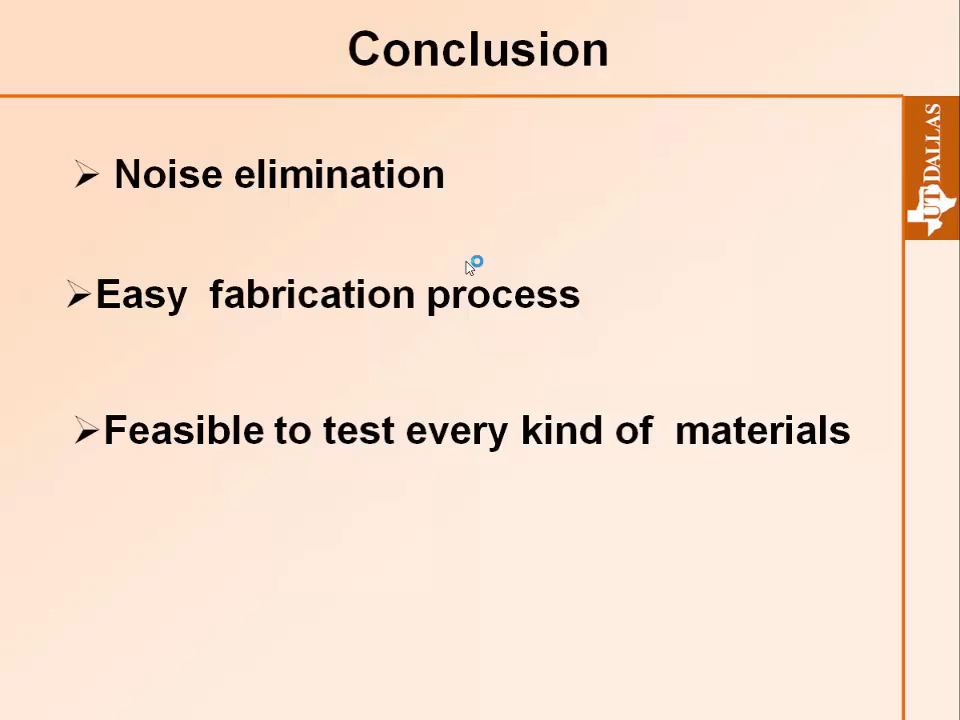 Conclusion
UT DALLAS
➢ Noise elimination
➢Easy fabrication process
➢Feasible to test every kind of materials